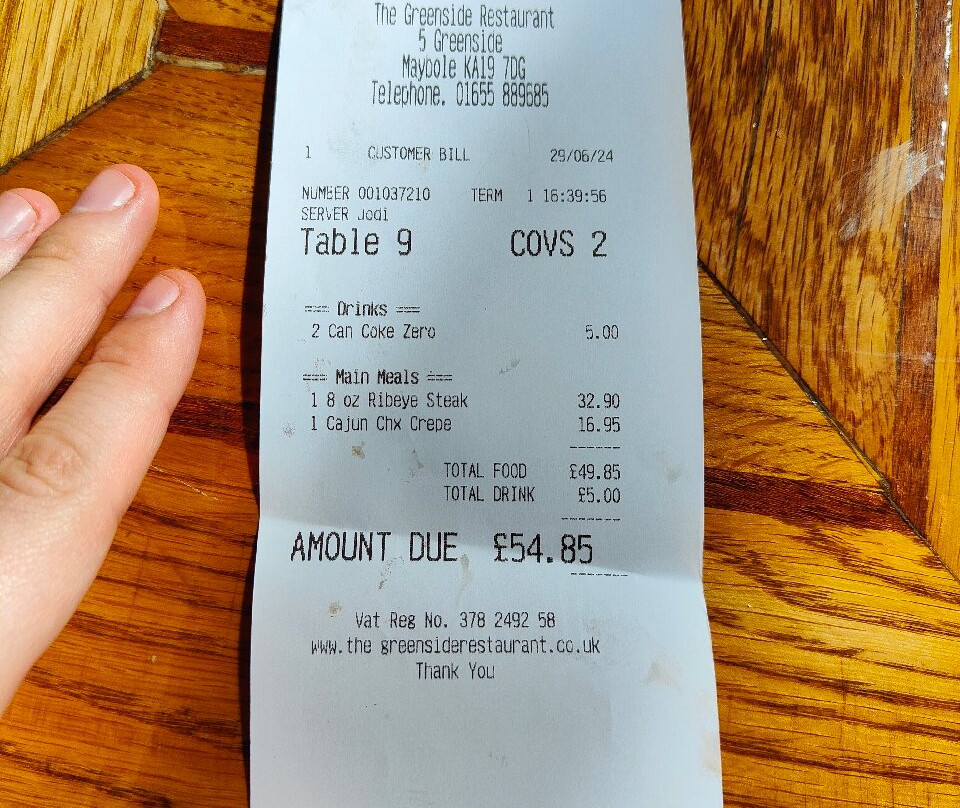 The Greenside Restaurant
5 Greenside
Maybole KA19 7DG
Telephone. 01655 889685
1 CUSTOMER BILL 29/06/24
NUMBER 001037210 TERM 1 16:39:56
SERVER Jodi
Table 9 COVS 2
=== Drinks ===
2 Can Coke Zero 5.00
=== Main Meals ===
1 8 oz Ribeye Steak 32.90
1 Cajun Chx Crepe 16.95
------
TOTAL FOOD £49.85
TOTAL DRINK £5.00
-------
AMOUNT DUE £54.85
-------
Vat Reg No. 378 2492 58
www.the greensiderestaurant.co.uk
Thank You